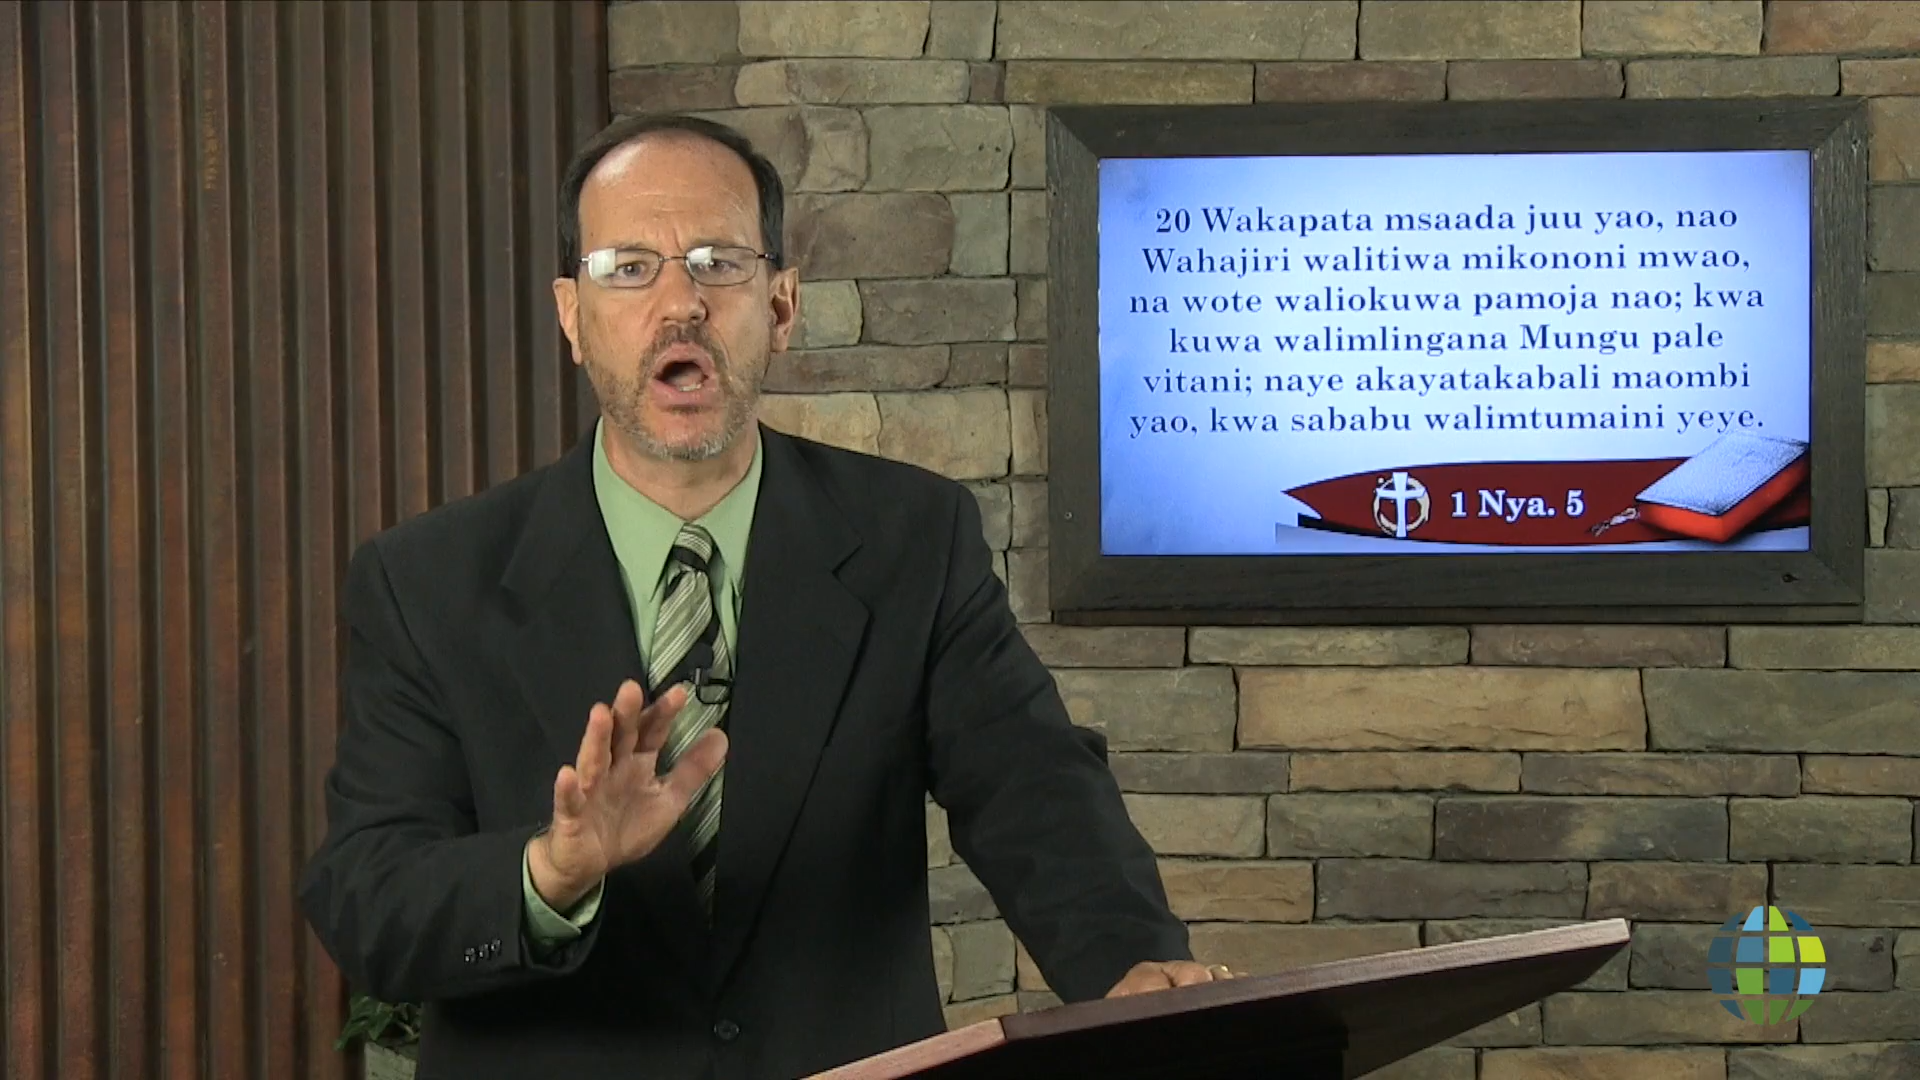 20 Wakapata msaada juu yao, nao
Wahajiri walitiwa mikononi mwao,
na wote waliokuwa pamoja nao; kwa
kuwa walimlingana Mungu pale
vitani; naye akayatakabali maombi
yao, kwa sababu walimtumaini yeye.
1 Nya. 5